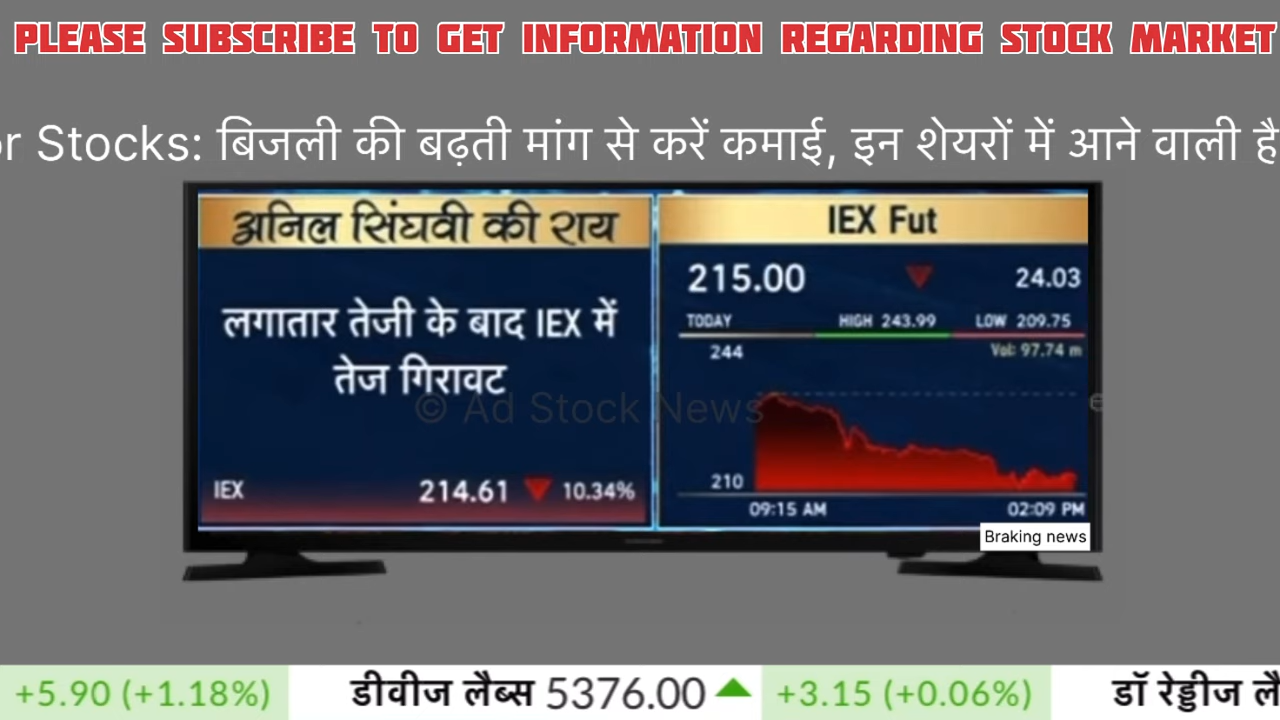 PLEASE SUBSCRIBE TO GET INFORMATION REGARDING STOCK MARKET
or Stocks: बिजली की बढ़ती मांग से करें कमाई, इन शेयरों में आने वाली है
अनिल सिंघवी की राय
लगातार तेजी के बाद IEX में
तेज गिरावट
IEX 214.61 ▼ 10.34%
IEX Fut
215.00 ▼ 24.03
TODAY HIGH 243.99 LOW 209.75
Vol: 97.74 m
244
210
09:15 AM 02:09 PM
© Ad Stock News
Braking news
+5.90 (+1.18%) डीवीज लैब्स 5376.00 ▲ +3.15 (+0.06%) डॉ रेड्डीज लै